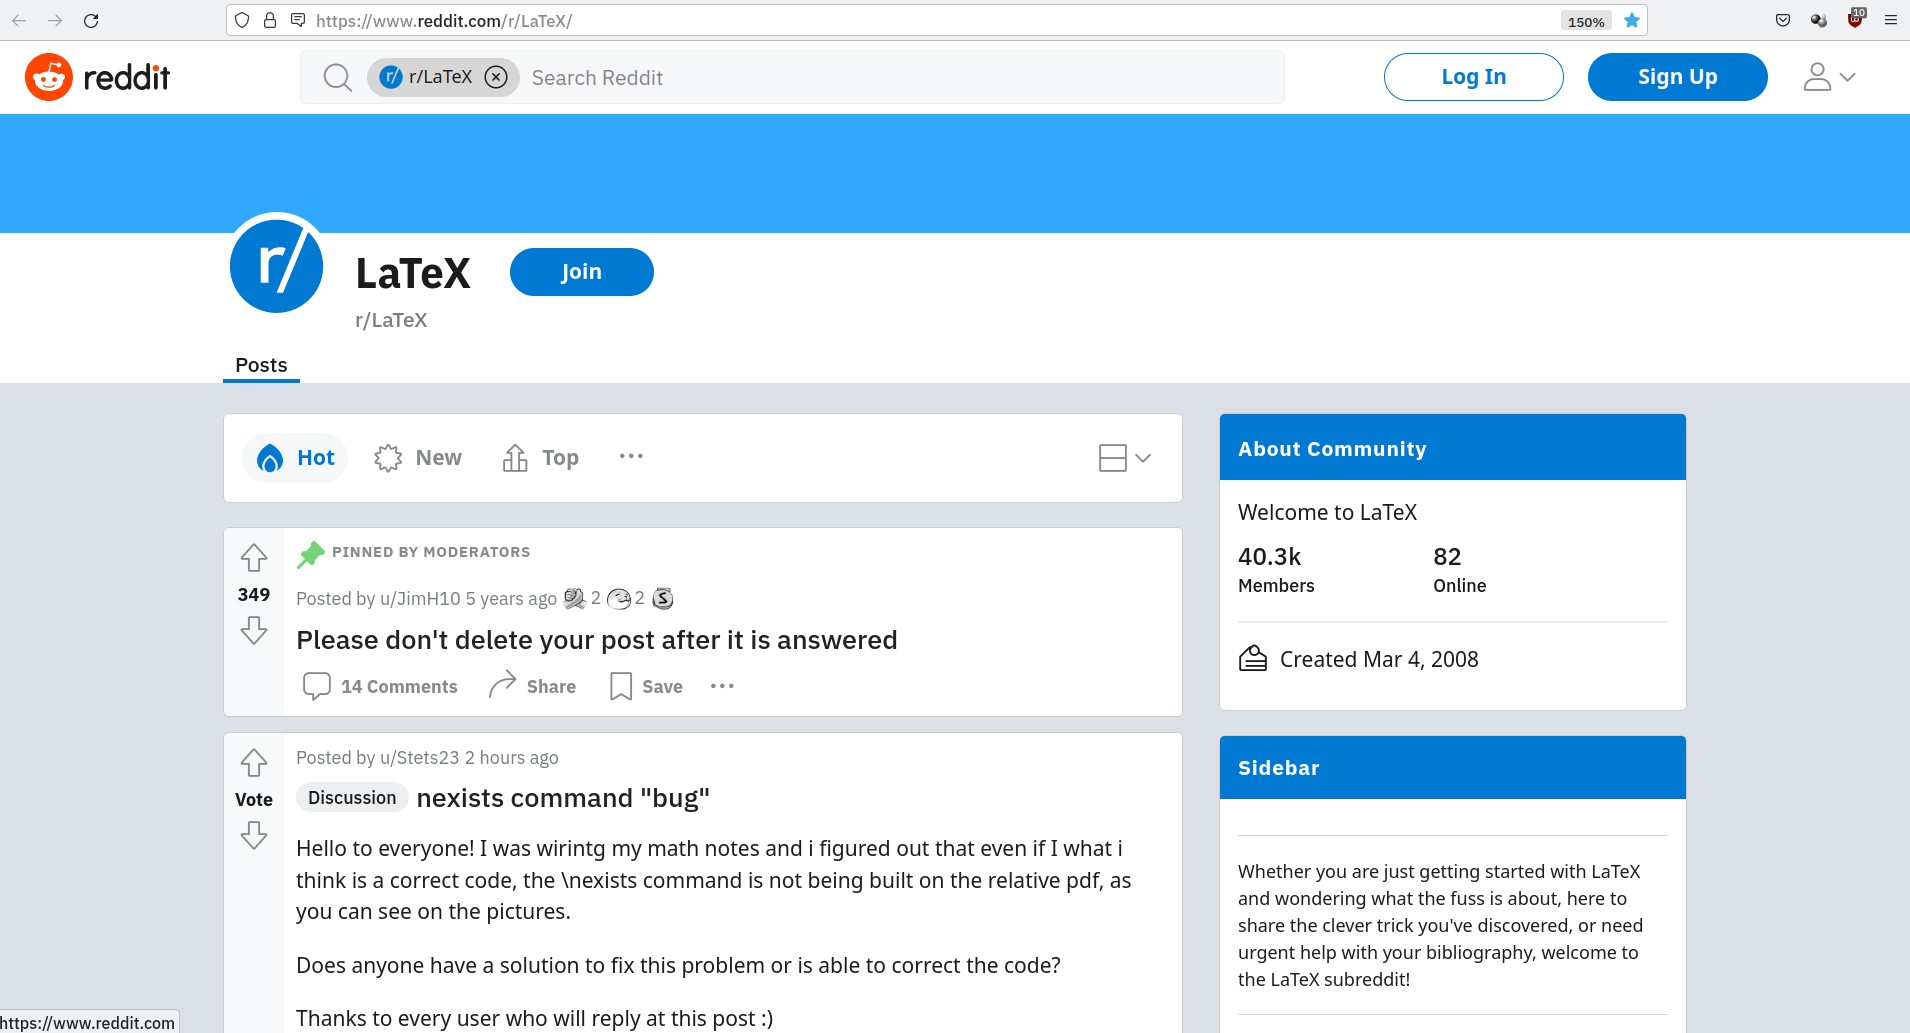 https://www.reddit.com/r/LaTeX/
150%
10
reddit
r/ r/LaTeX Search Reddit
Log In
Sign Up
r/
LaTeX
Join
r/LaTeX
Posts
Hot
New
Top
PINNED BY MODERATORS
349
Posted by u/JimH10 5 years ago 2 2 S
Please don't delete your post after it is answered
14 Comments
Share
Save
Posted by u/Stets23 2 hours ago
Vote
Discussion nexists command "bug"
Hello to everyone! I was wirintg my math notes and i figured out that even if I what i
think is a correct code, the \nexists command is not being built on the relative pdf, as
you can see on the pictures.
Does anyone have a solution to fix this problem or is able to correct the code?
Thanks to every user who will reply at this post :)
About Community
Welcome to LaTeX
40.3k 82
Members Online
Created Mar 4, 2008
Sidebar
Whether you are just getting started with LaTeX
and wondering what the fuss is about, here to
share the clever trick you've discovered, or need
urgent help with your bibliography, welcome to
the LaTeX subreddit!
https://www.reddit.com